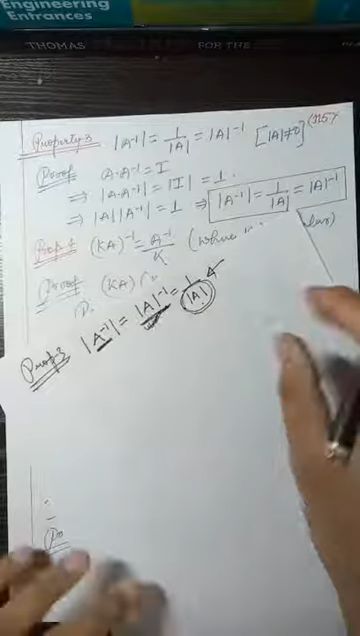 Engineering
Entrances
THOMAS FOR THE
Property 3 |A⁻¹| = 1/|A| = |A|⁻¹ [|A|≠0] (115)
Proof A·A⁻¹ = I
⇒ |A·A⁻¹| = |I| = 1.
⇒ |A||A⁻¹| = 1 ⇒ |A⁻¹| = 1/|A| = |A|⁻¹
Prop. 4 (KA)⁻¹ = A⁻¹/K (where
Proof (KA)
Prop 3 |A⁻¹| = |A|⁻¹ = 1/|A|